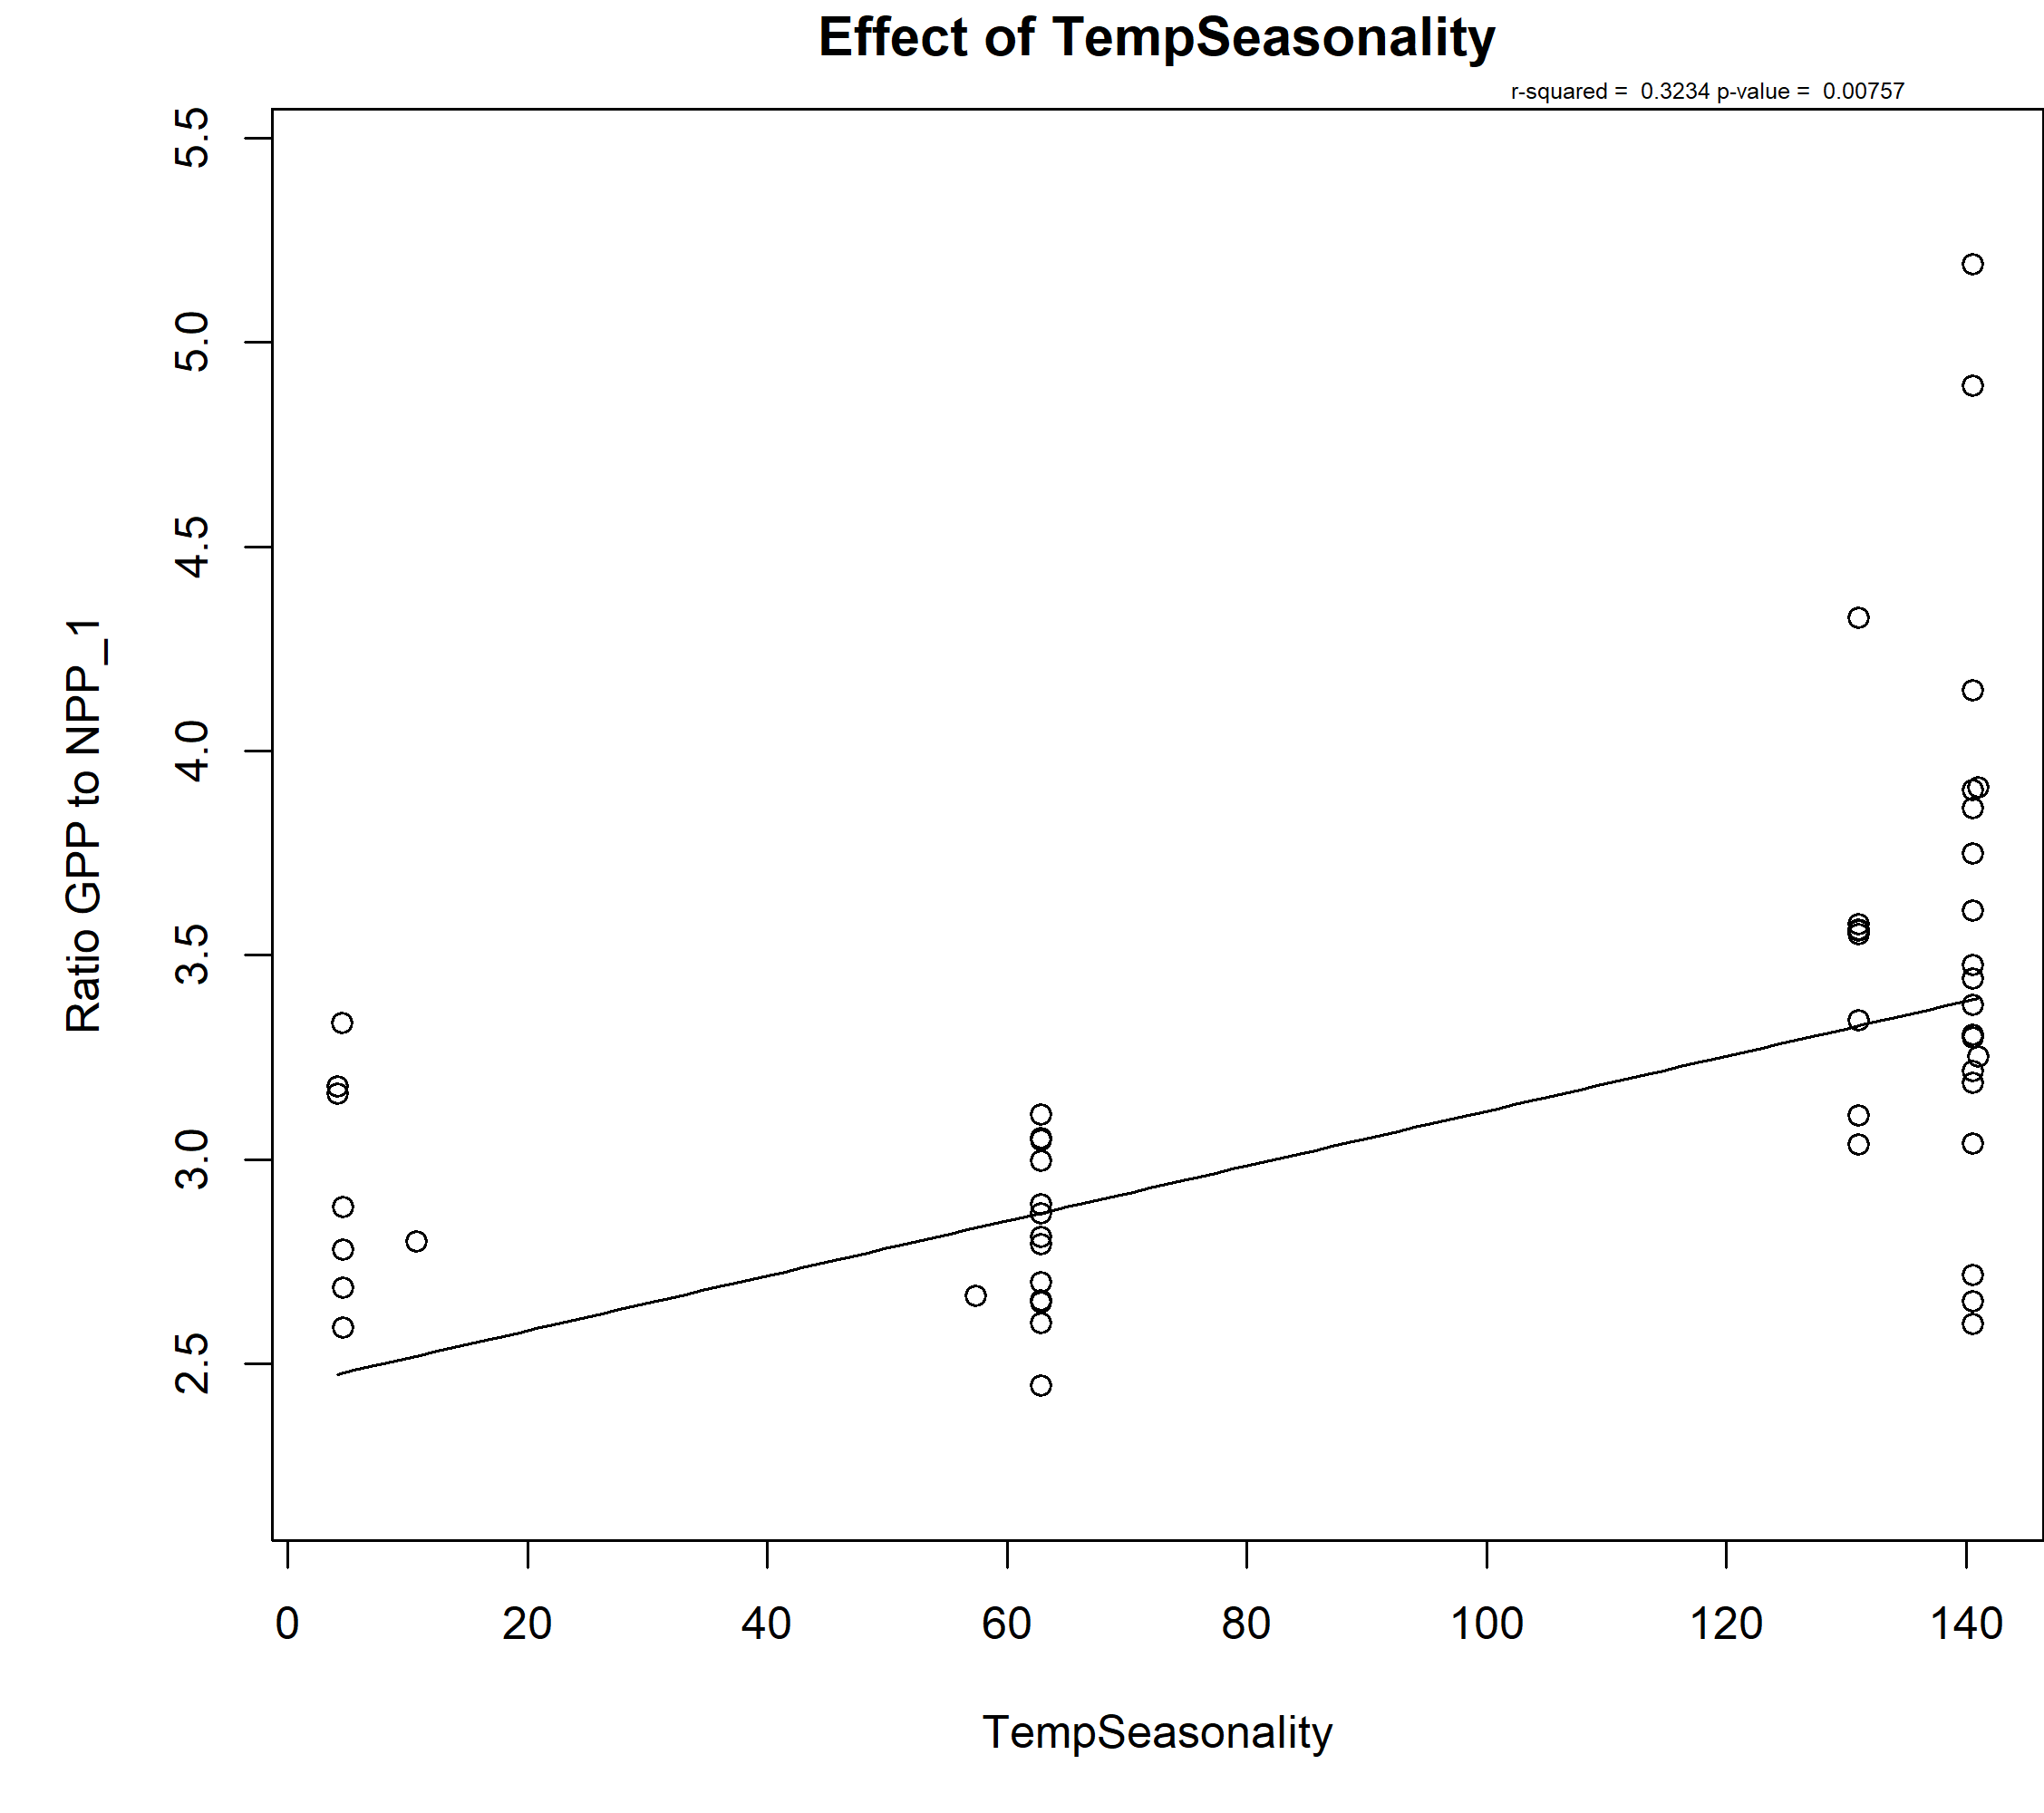 Effect of TempSeasonality
r-squared =  0.3234 p-value =  0.00757
5.5
5.0
4.5
4.0
3.5
3.0
2.5
Ratio GPP to NPP_1
0 20 40 60 80 100 120 140
TempSeasonality